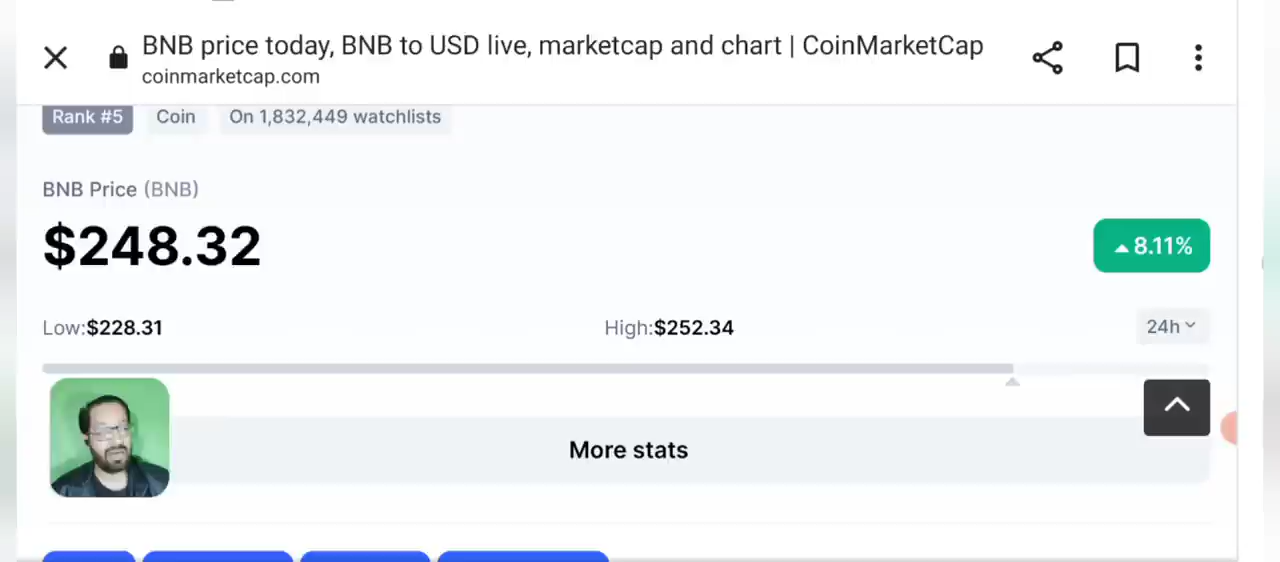 BNB price today, BNB to USD live, marketcap and chart | CoinMarketCap
coinmarketcap.com
Rank #5 Coin On 1,832,449 watchlists
BNB Price (BNB)
$248.32
8.11%
Low:$228.31 High:$252.34 24h
More stats